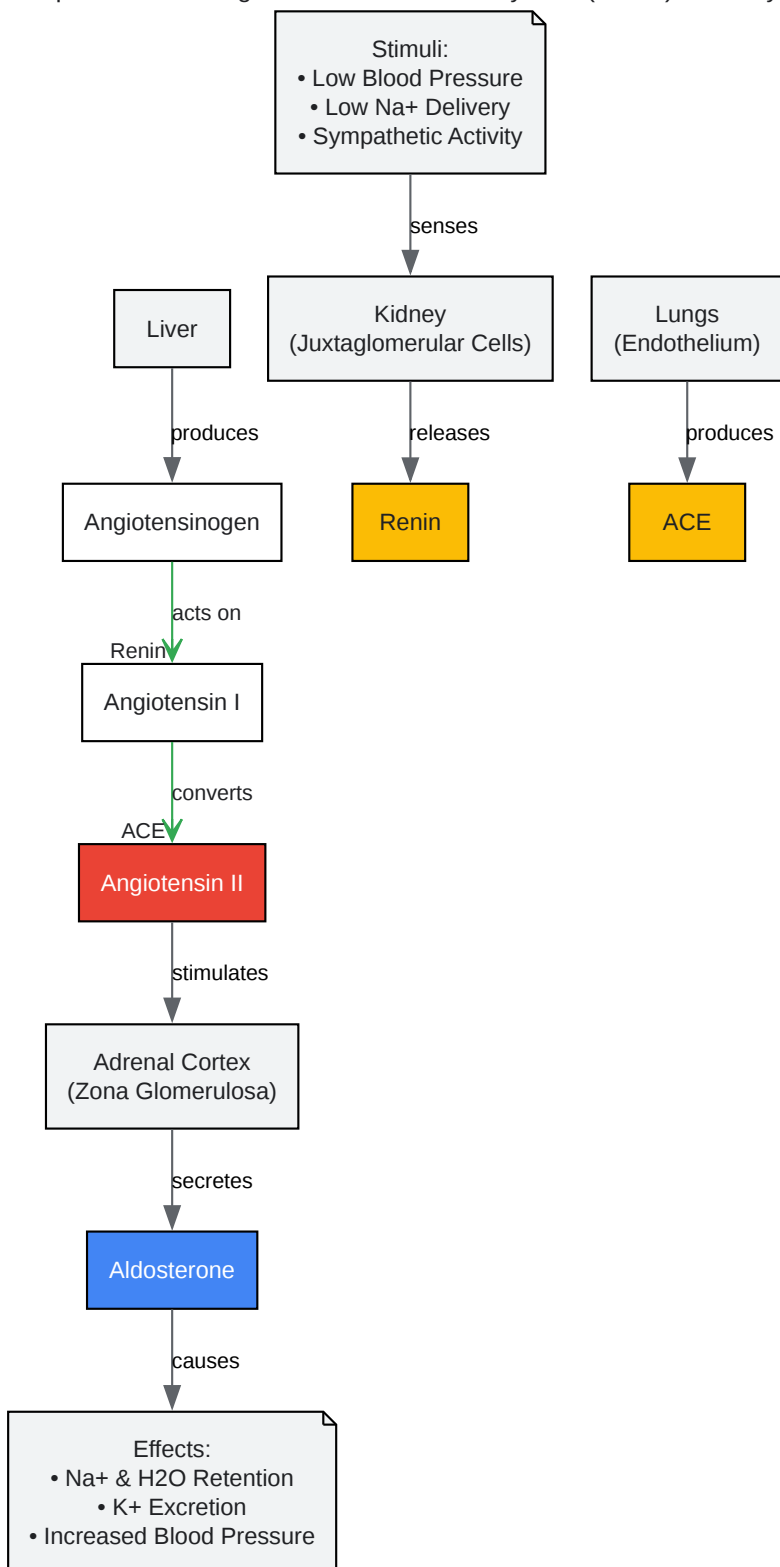 Stimuli:
• Low Blood Pressure
• Low Na+ Delivery
• Sympathetic Activity
senses
Liver
Kidney
(Juxtaglomerular Cells)
Lungs
(Endothelium)
produces
releases
produces
Angiotensinogen
Renin
ACE
acts on
Renin
Angiotensin I
converts
ACE
Angiotensin II
stimulates
Adrenal Cortex
(Zona Glomerulosa)
secretes
Aldosterone
causes
Effects:
• Na+ & H2O Retention
• K+ Excretion
• Increased Blood Pressure